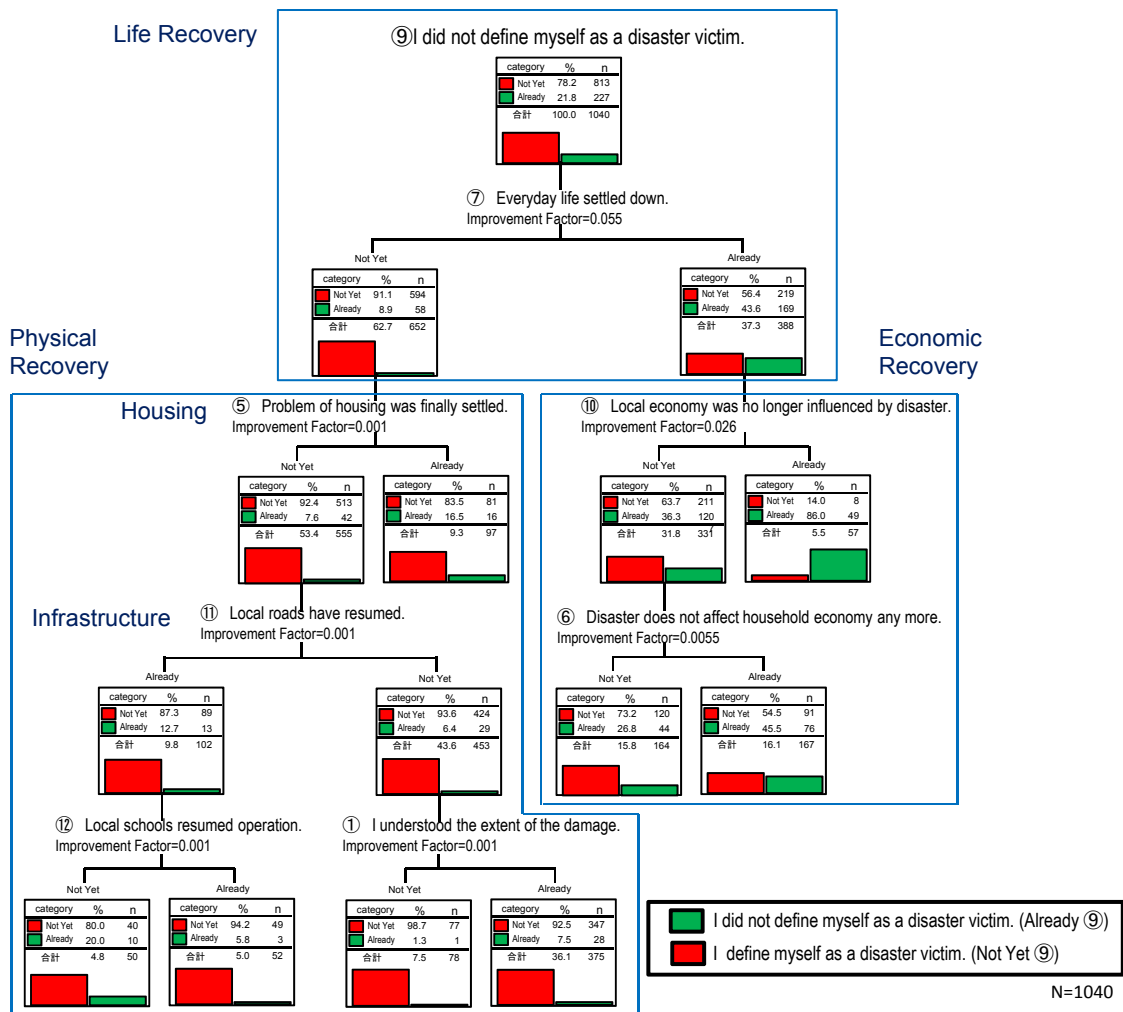 Life Recovery
⑨I did not define myself as a disaster victim.
category % n
Not Yet 78.2 813
Already 21.8 227
合計 100.0 1040
⑦ Everyday life settled down.
Improvement Factor=0.055
Not Yet
category % n
Not Yet 91.1 594
Already 8.9 58
合計 62.7 652
Already
category % n
Not Yet 56.4 219
Already 43.6 169
合計 37.3 388
Physical
Recovery
Economic
Recovery
Housing
⑤ Problem of housing was finally settled.
Improvement Factor=0.001
Not Yet
category % n
Not Yet 92.4 513
Already 7.6 42
合計 53.4 555
Already
category % n
Not Yet 83.5 81
Already 16.5 16
合計 9.3 97
⑩ Local economy was no longer influenced by disaster.
Improvement Factor=0.026
Not Yet
category % n
Not Yet 63.7 211
Already 36.3 120
合計 31.8 331
Already
category % n
Not Yet 14.0 8
Already 86.0 49
合計 5.5 57
Infrastructure
⑪ Local roads have resumed.
Improvement Factor=0.001
Already
category % n
Not Yet 87.3 89
Already 12.7 13
合計 9.8 102
Not Yet
category % n
Not Yet 93.6 424
Already 6.4 29
合計 43.6 453
⑥ Disaster does not affect household economy any more.
Improvement Factor=0.0055
Not Yet
category % n
Not Yet 73.2 120
Already 26.8 44
合計 15.8 164
Already
category % n
Not Yet 54.5 91
Already 45.5 76
合計 16.1 167
⑫ Local schools resumed operation.
Improvement Factor=0.001
Not Yet
category % n
Not Yet 80.0 40
Already 20.0 10
合計 4.8 50
Already
category % n
Not Yet 94.2 49
Already 5.8 3
合計 5.0 52
① I understood the extent of the damage.
Improvement Factor=0.001
Not Yet
category % n
Not Yet 98.7 77
Already 1.3 1
合計 7.5 78
Already
category % n
Not Yet 92.5 347
Already 7.5 28
合計 36.1 375
I did not define myself as a disaster victim. (Already ⑨)
I define myself as a disaster victim. (Not Yet ⑨)
N=1040